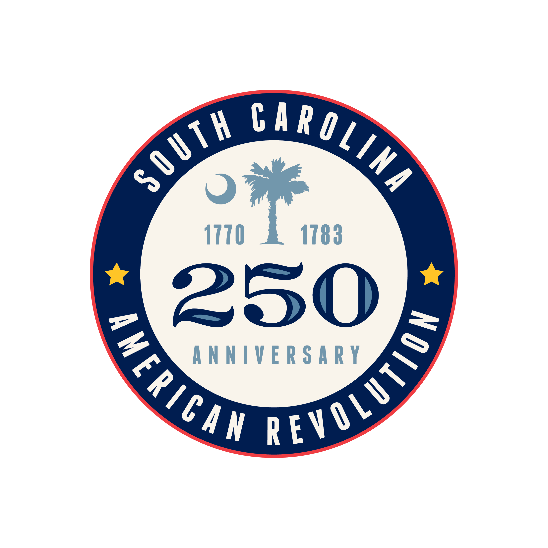 SOUTH CAROLINA
1770 1783
250
ANNIVERSARY
AMERICAN REVOLUTION